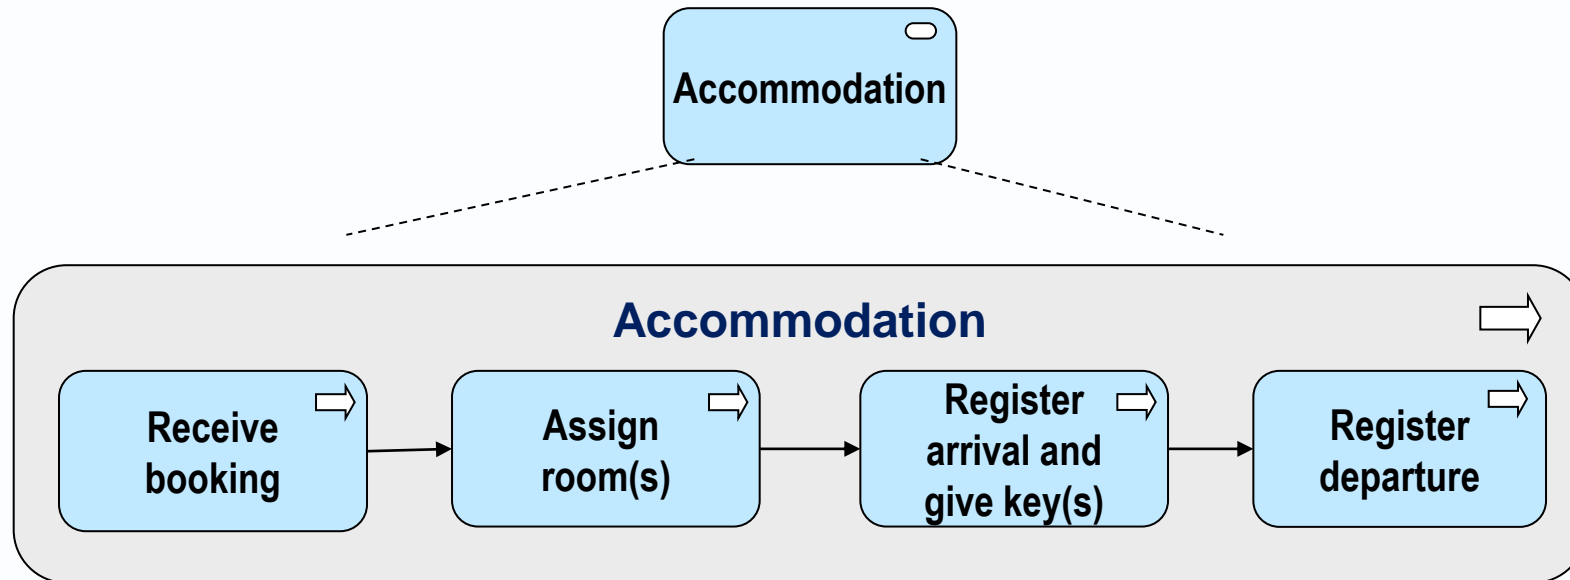 Accommodation
Accommodation
Receive
booking
Assign
room(s)
Register
arrival and
give key(s)
Register
departure